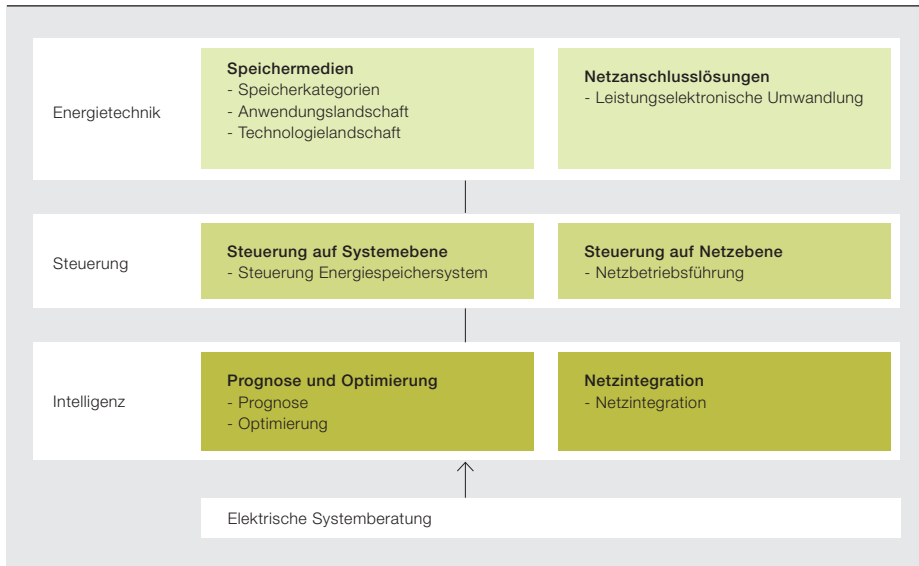 Energietechnik
Speichermedien
- Speicherkategorien
- Anwendungslandschaft
- Technologielandschaft
Netzanschlusslösungen
- Leistungselektronische Umwandlung
Steuerung
Steuerung auf Systemebene
- Steuerung Energiespeichersystem
Steuerung auf Netzebene
- Netzbetriebsführung
Intelligenz
Prognose und Optimierung
- Prognose
- Optimierung
Netzintegration
- Netzintegration
Elektrische Systemberatung